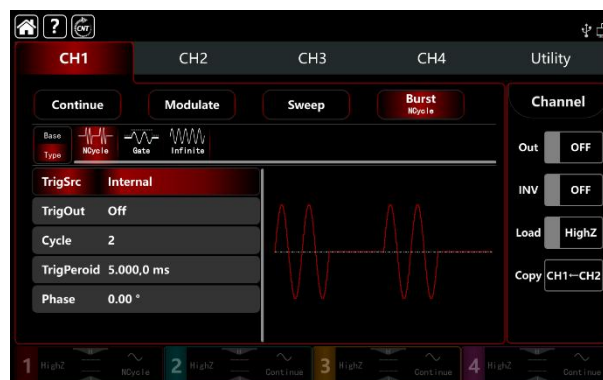 ? CNT
CH1 CH2 CH3 CH4 Utility
Continue Modulate Sweep Burst
NCycle
Channel
Base
Type
NCycle Gate Infinite
Out OFF
TrigSrc Internal
INV OFF
TrigOut Off
Load HighZ
Cycle 2
TrigPeroid 5.000,0 ms
Copy CH1←CH2
Phase 0.00 °
1 HighZ NCycle 2 HighZ Continue 3 HighZ Continue 4 HighZ Continue